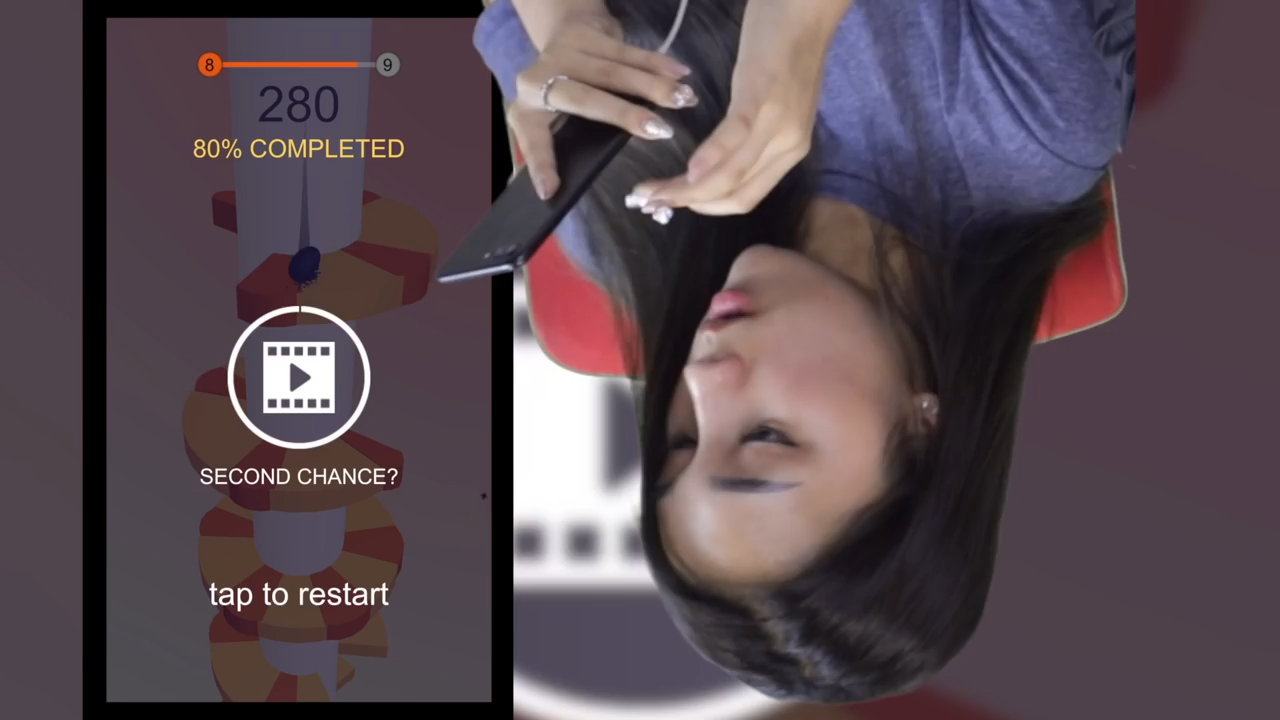 8 9
280
80% COMPLETED
SECOND CHANCE?
tap to restart